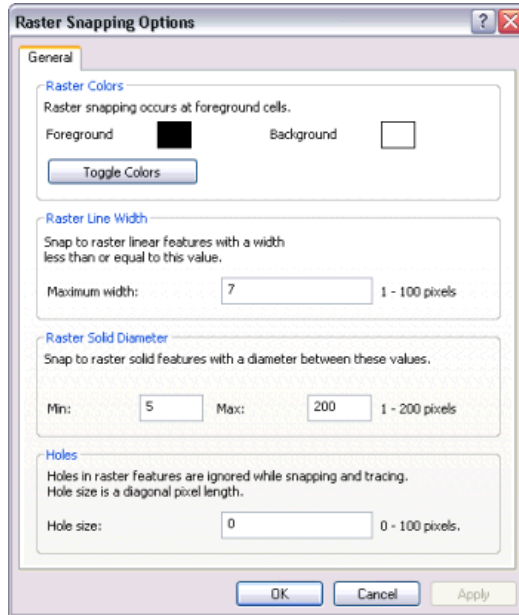 Raster Snapping Options
General
Raster Colors
Raster snapping occurs at foreground cells.
Foreground Background
Toggle Colors
Raster Line Width
Snap to raster linear features with a width
less than or equal to this value.
Maximum width: 7 1 - 100 pixels
Raster Solid Diameter
Snap to raster solid features with a diameter between these values.
Min: 5 Max: 200 1 - 200 pixels
Holes
Holes in raster features are ignored while snapping and tracing.
Hole size is a diagonal pixel length.
Hole size: 0 0 - 100 pixels.
OK Cancel Apply